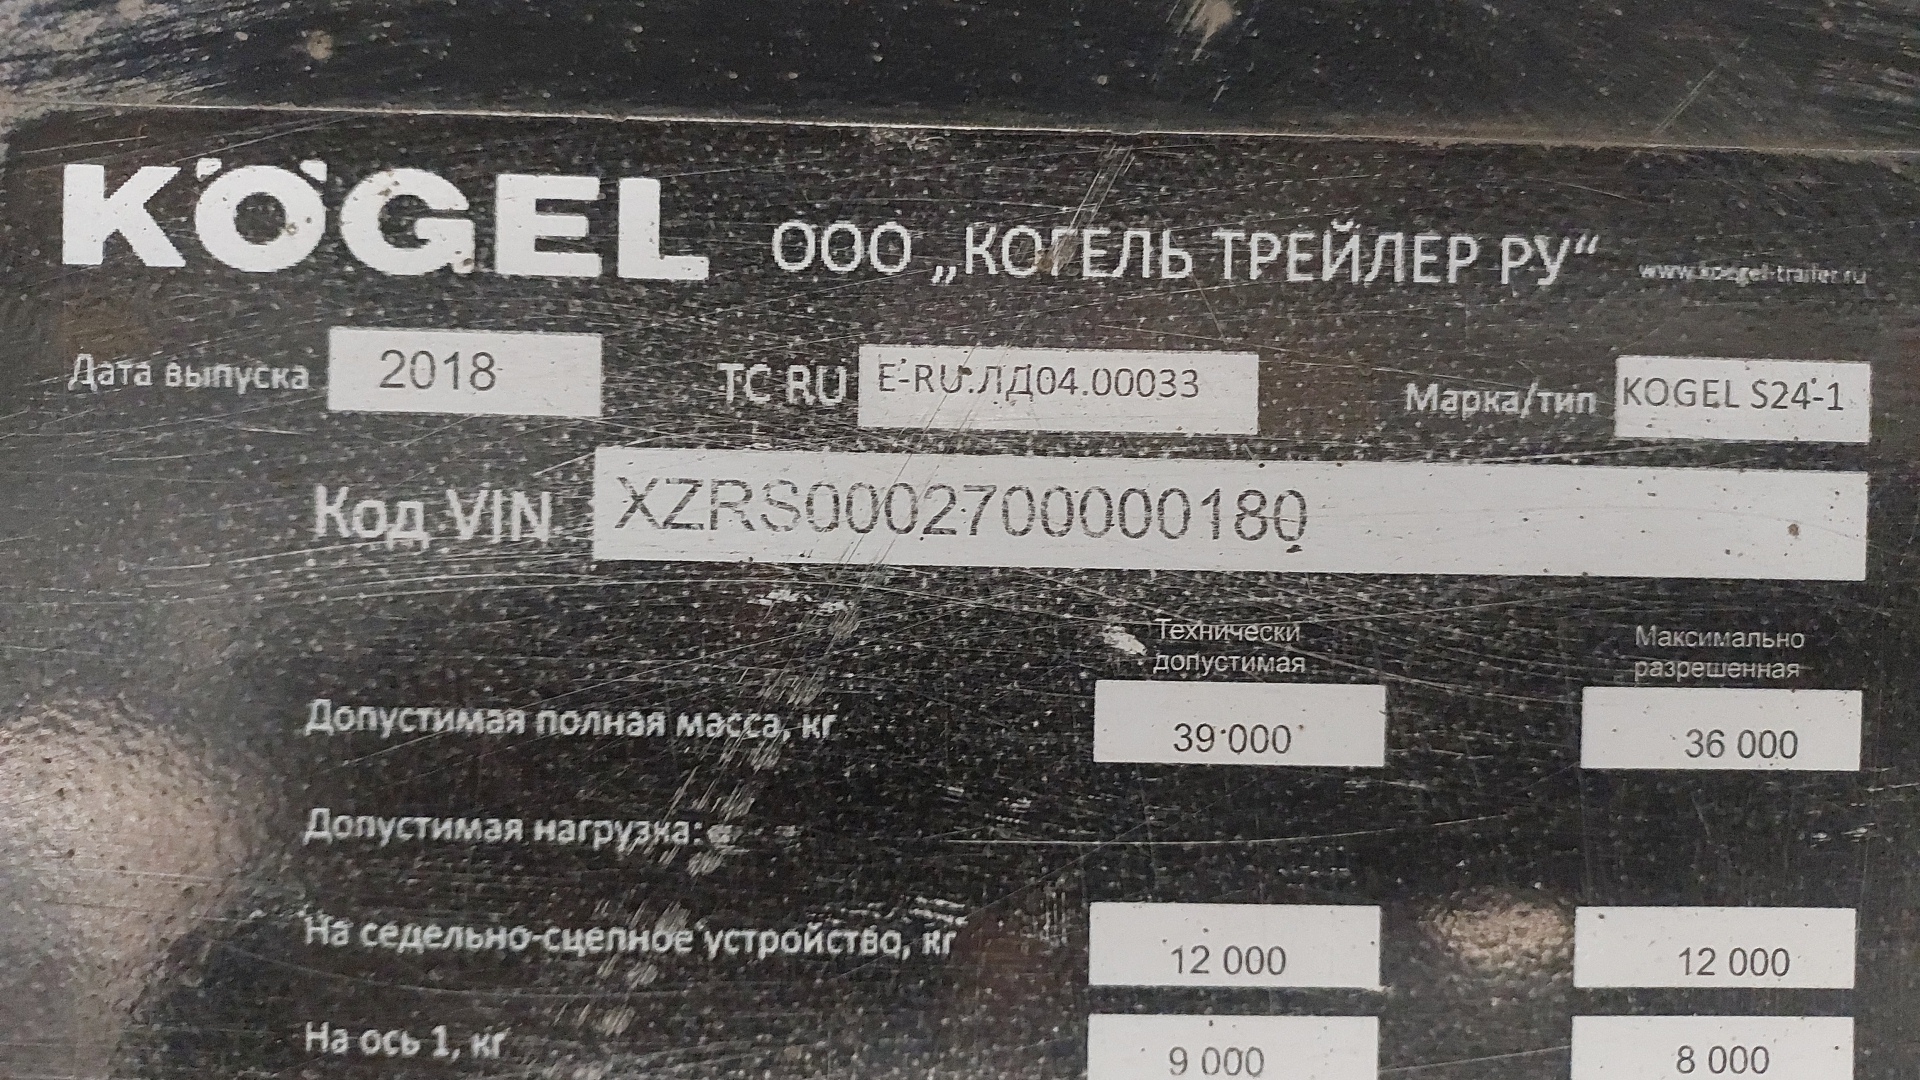 KÖGEL ООО „КОГЕЛЬ ТРЕЙЛЕР РУ“ www.koegel-trailer.ru
Дата выпуска 2018 ТС RU E-RU.ЛД04.00033 Марка/тип KOGEL S24-1
Код VIN XZRS0002700000180
Технически допустимая
Максимально разрешенная
Допустимая полная масса, кг 39 000 36 000
Допустимая нагрузка:
На седельно-сцепное устройство, кг 12 000 12 000
На ось 1, кг 9 000 8 000